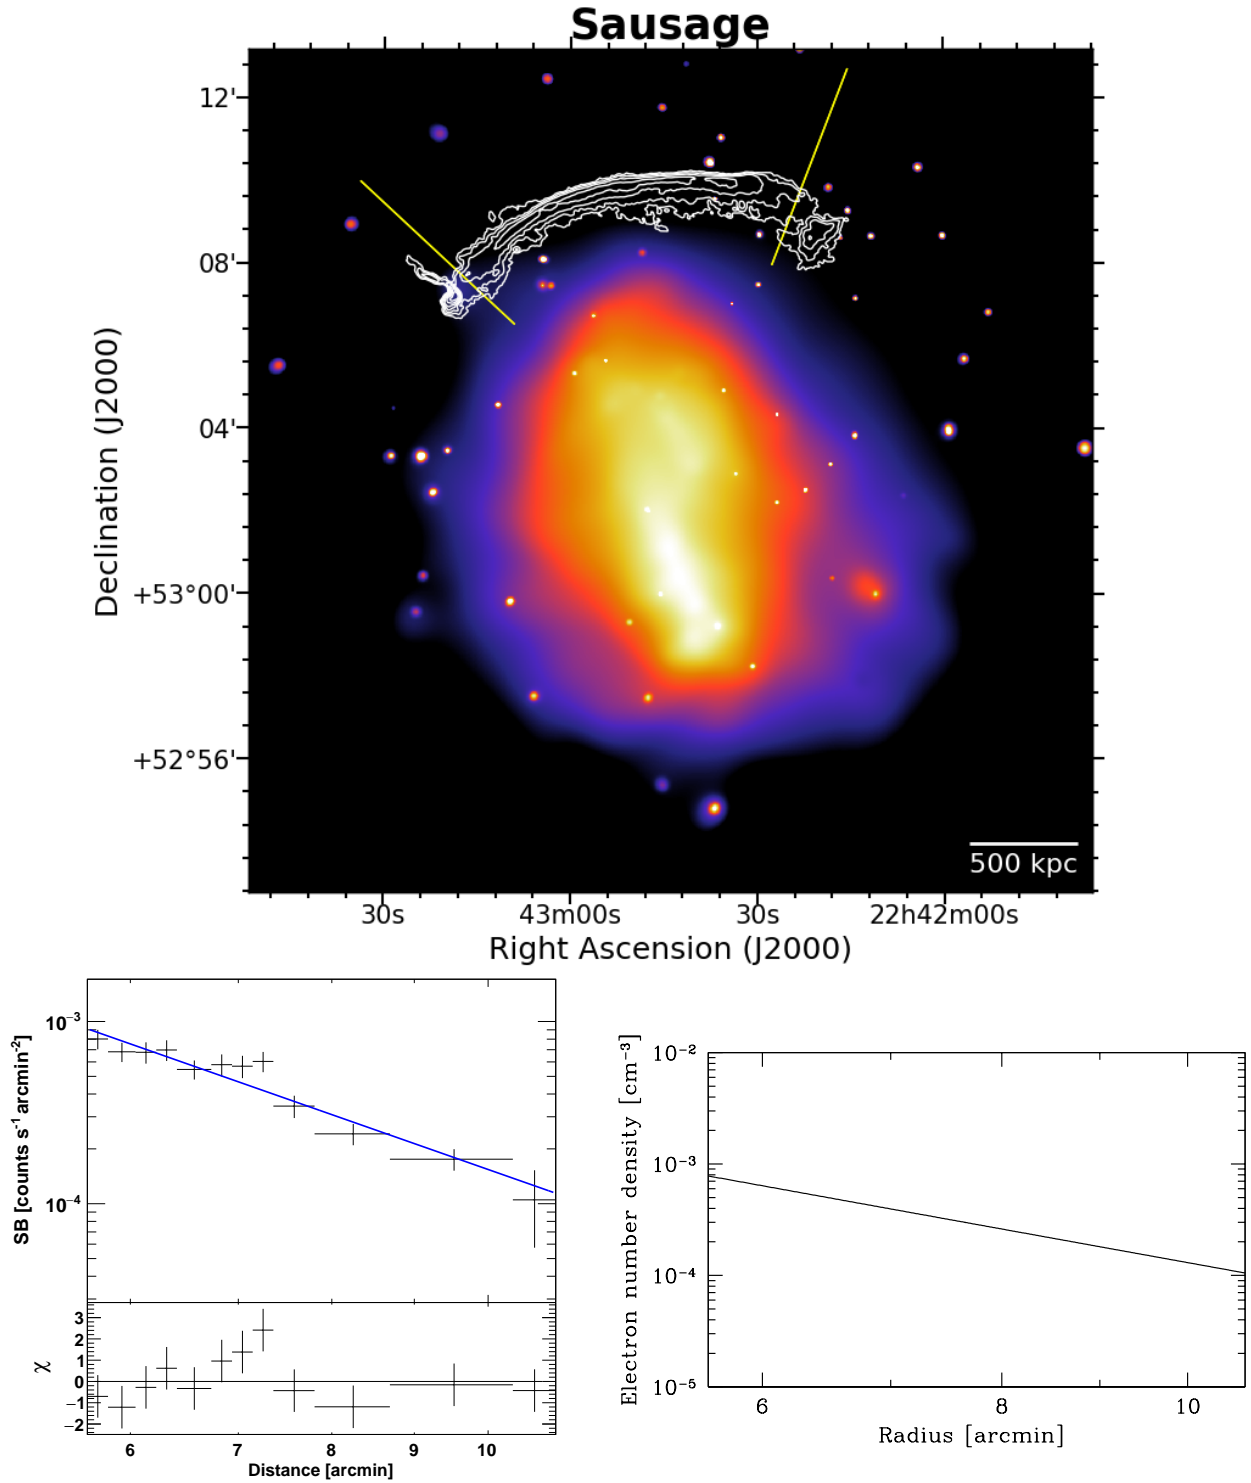 Sausage
12'
08'
04'
+53°00'
+52°56'
Declination (J2000)
500 kpc
30s
43m00s
30s
22h42m00s
Right Ascension (J2000)
10⁻³
10⁻⁴
SB [counts s⁻¹ arcmin⁻²]
3
2
1
0
−1
−2
χ
6
7
8
9
10
Distance [arcmin]
10⁻²
10⁻³
10⁻⁴
10⁻⁵
Electron number density [cm⁻³]
6
8
10
Radius [arcmin]